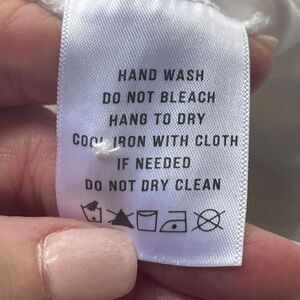 HAND WASH
DO NOT BLEACH
HANG TO DRY
COOL IRON WITH CLOTH
IF NEEDED
DO NOT DRY CLEAN